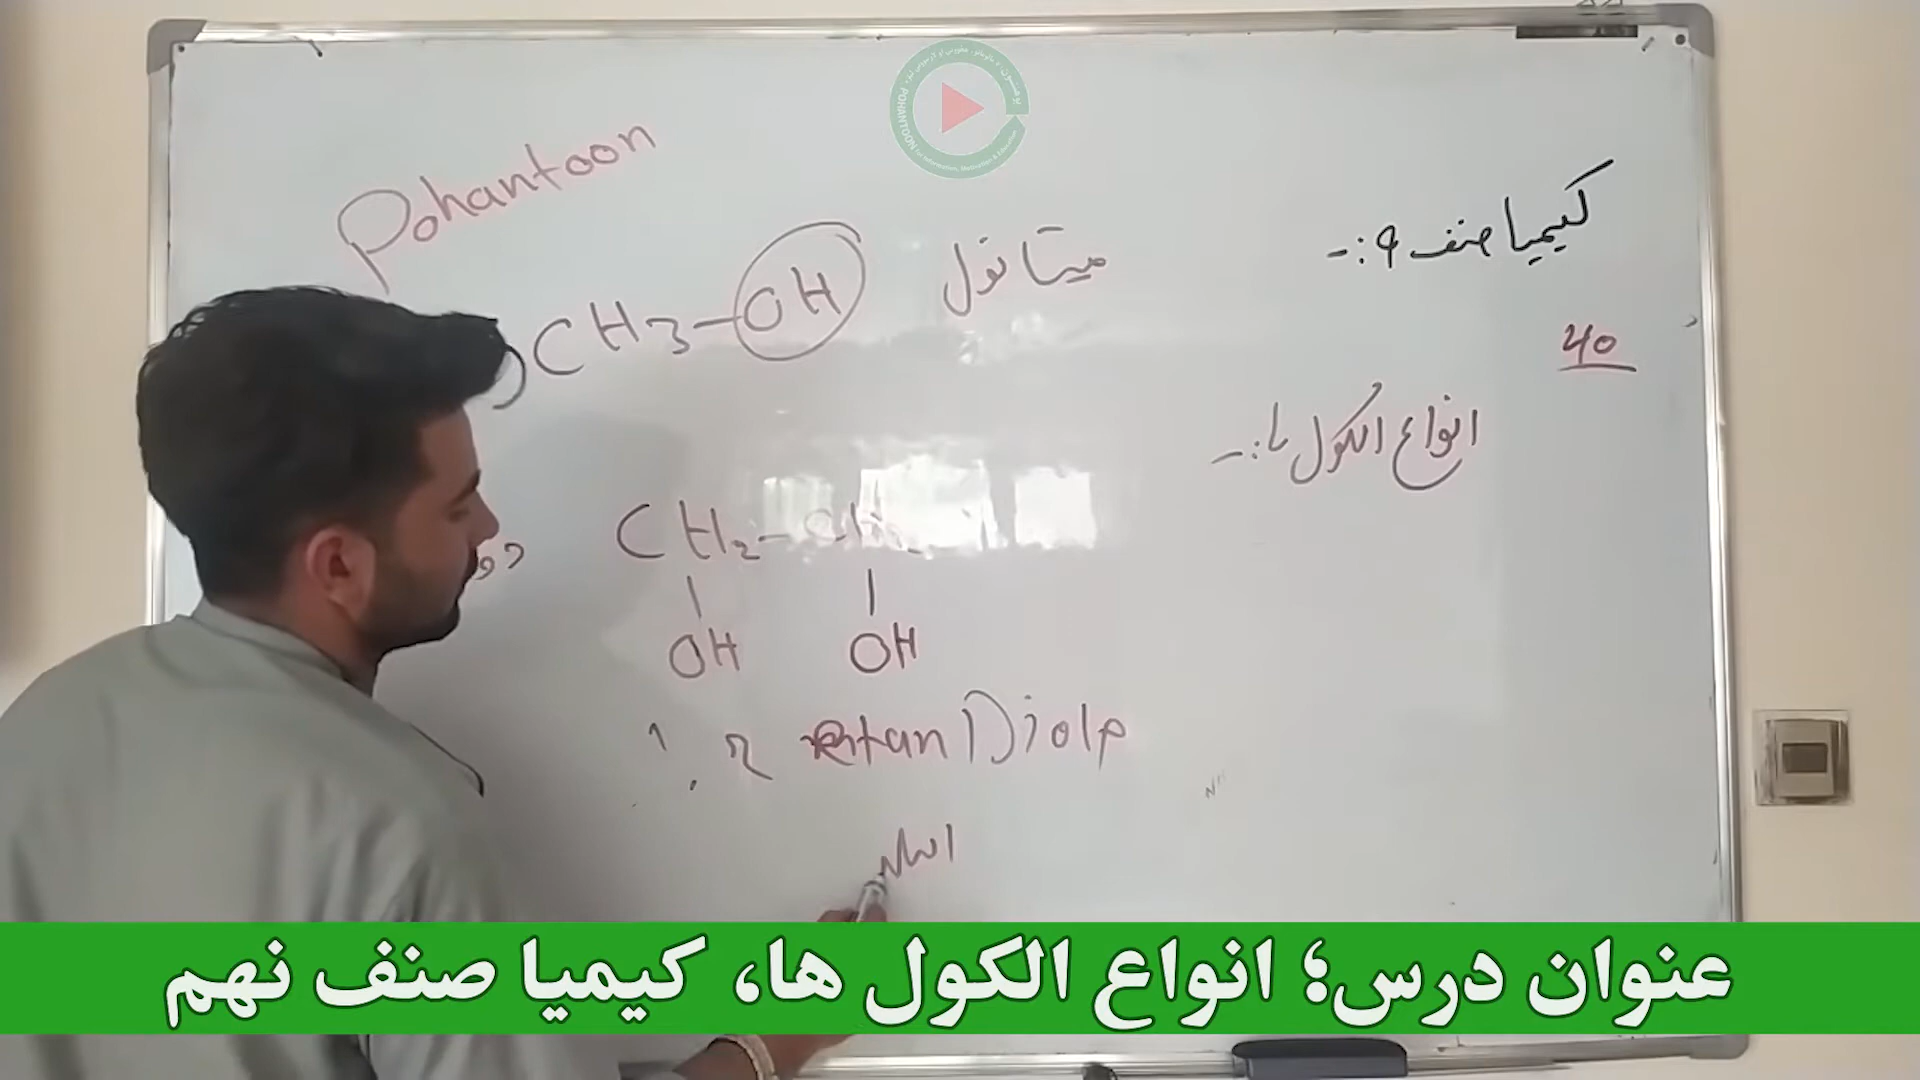 Pohantoon
کیمیا صنف ۹:-
CH3-OH میتانول
40
انواع الکول ها:-
CH2-CH2
OH OH
1. 2 etan Diol
POHANTOON
عنوان درس؛ انواع الکول ها، کیمیا صنف نهم